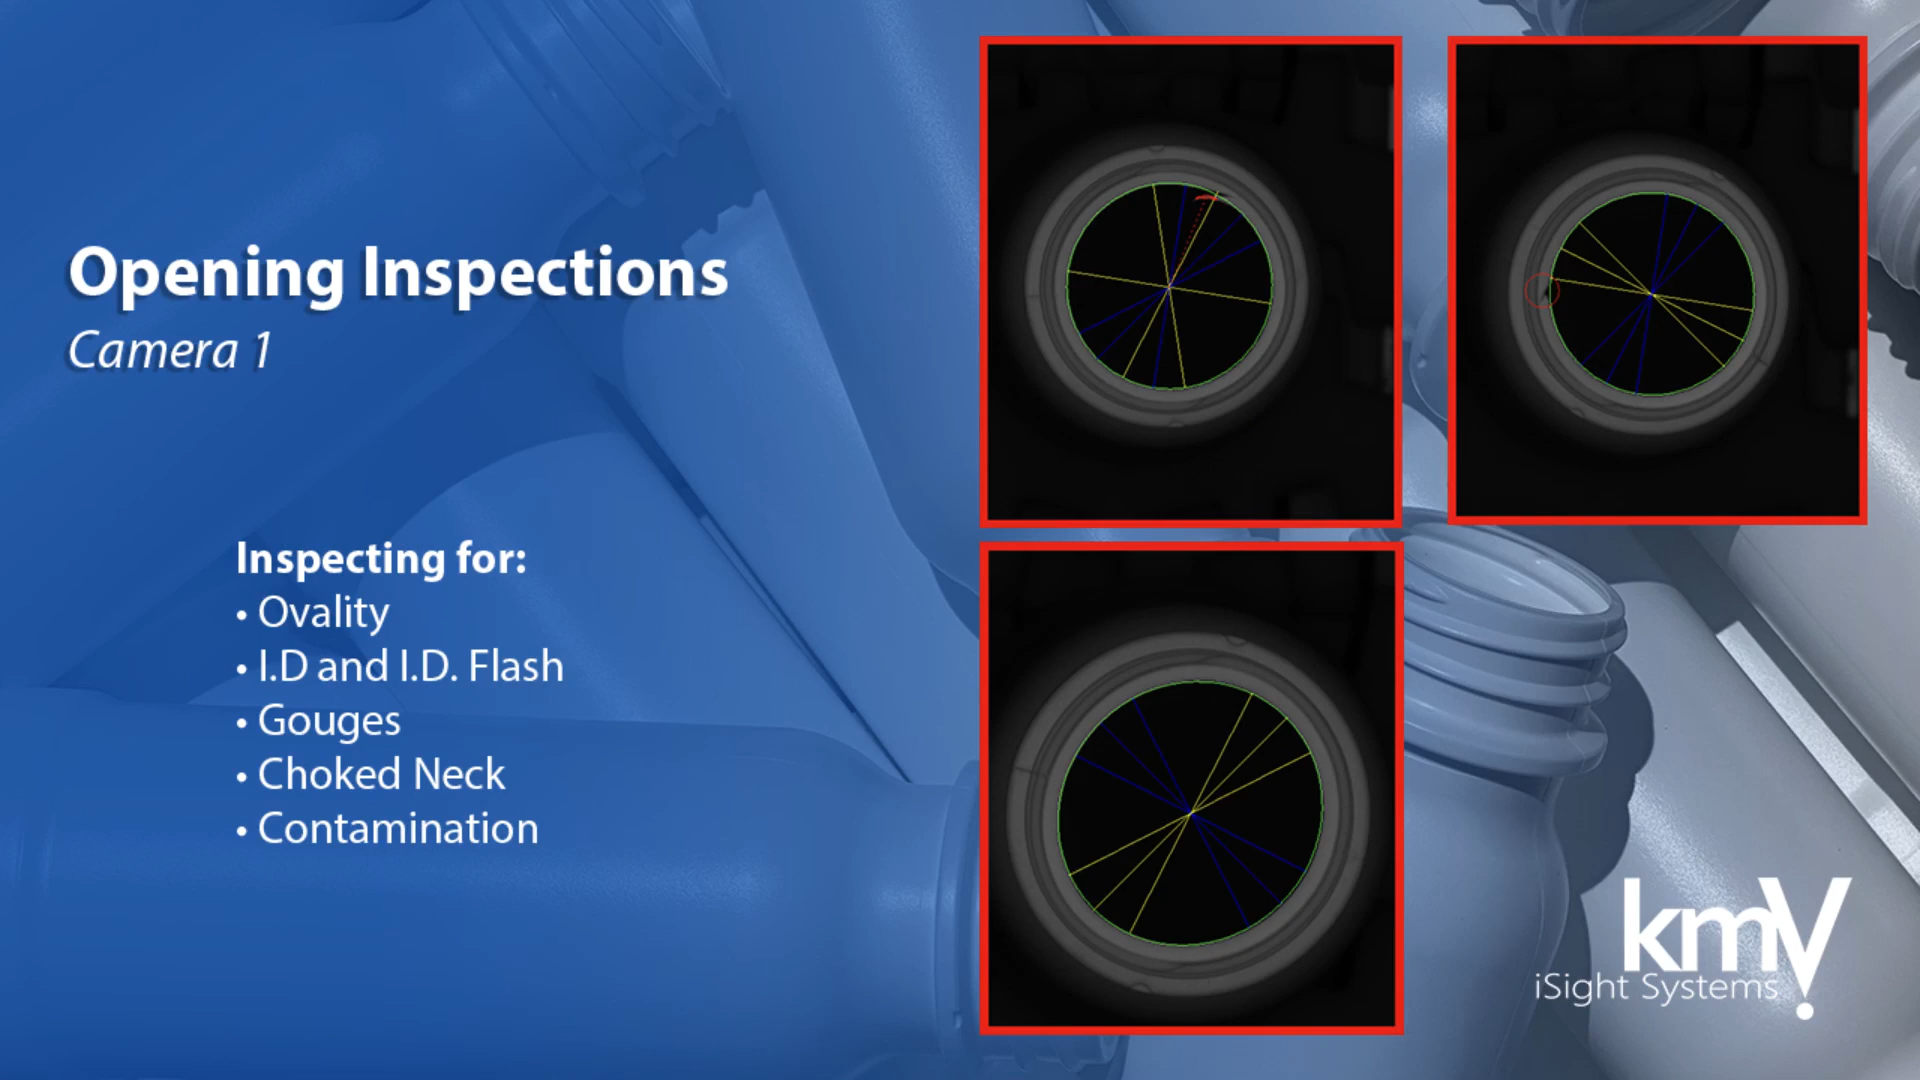 Opening Inspections
Camera 1
Inspecting for:
• Ovality
• I.D and I.D. Flash
• Gouges
• Choked Neck
• Contamination
kmV
iSight Systems